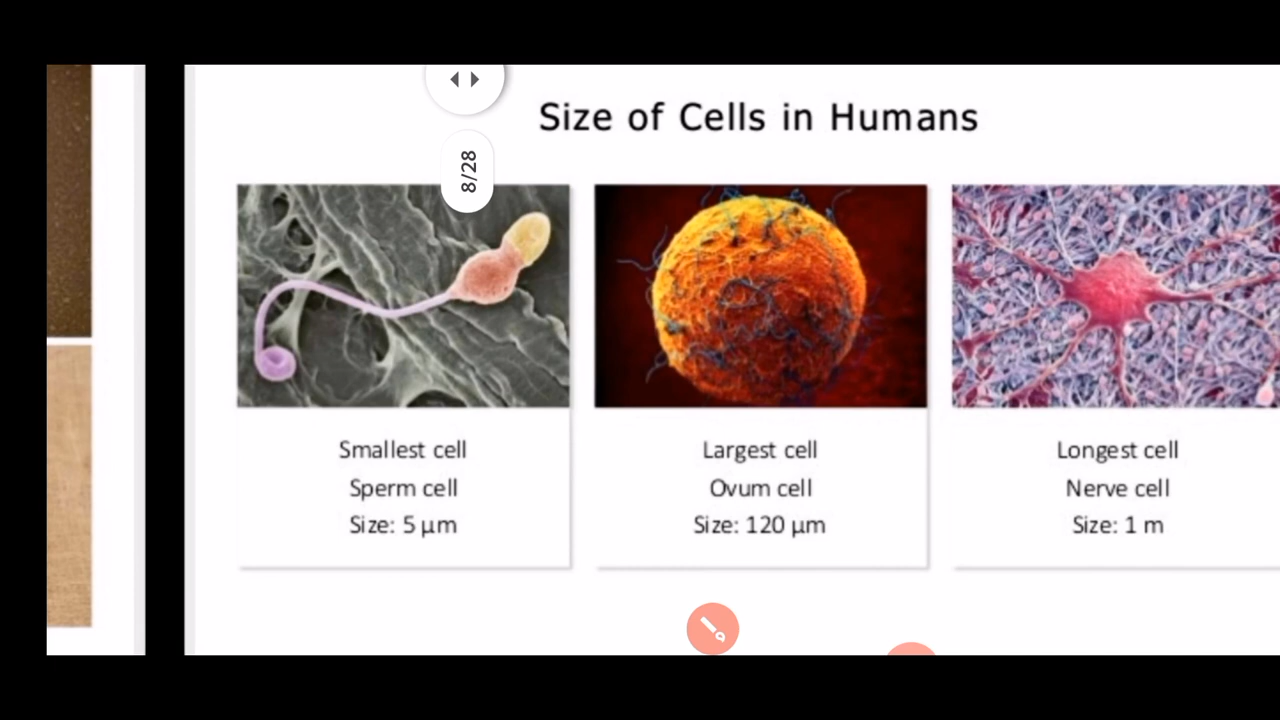 8/28
Size of Cells in Humans
Smallest cell
Sperm cell
Size: 5 µm
Largest cell
Ovum cell
Size: 120 µm
Longest cell
Nerve cell
Size: 1 m